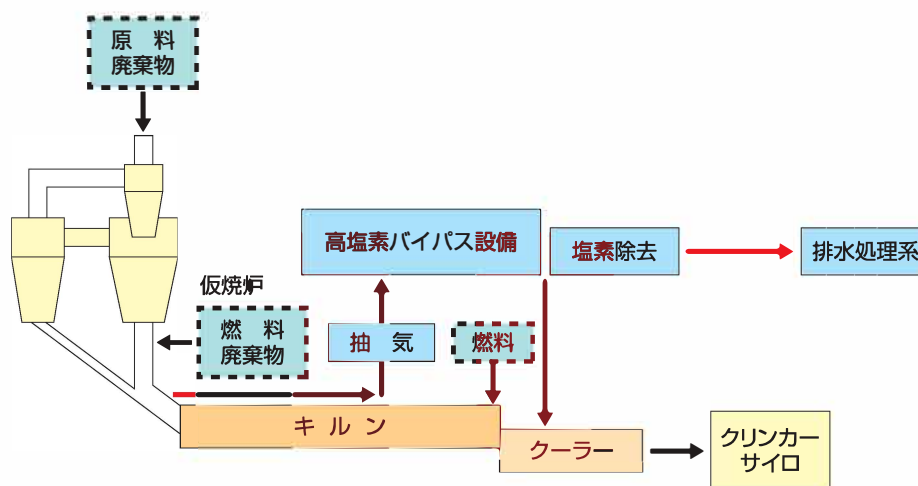 原 料
廃棄物
高塩素バイパス設備
塩素除去
排水処理系
仮焼炉
燃 料
廃棄物
抽 気
燃料
キ ル ン
クーラー
クリンカー
サイロ